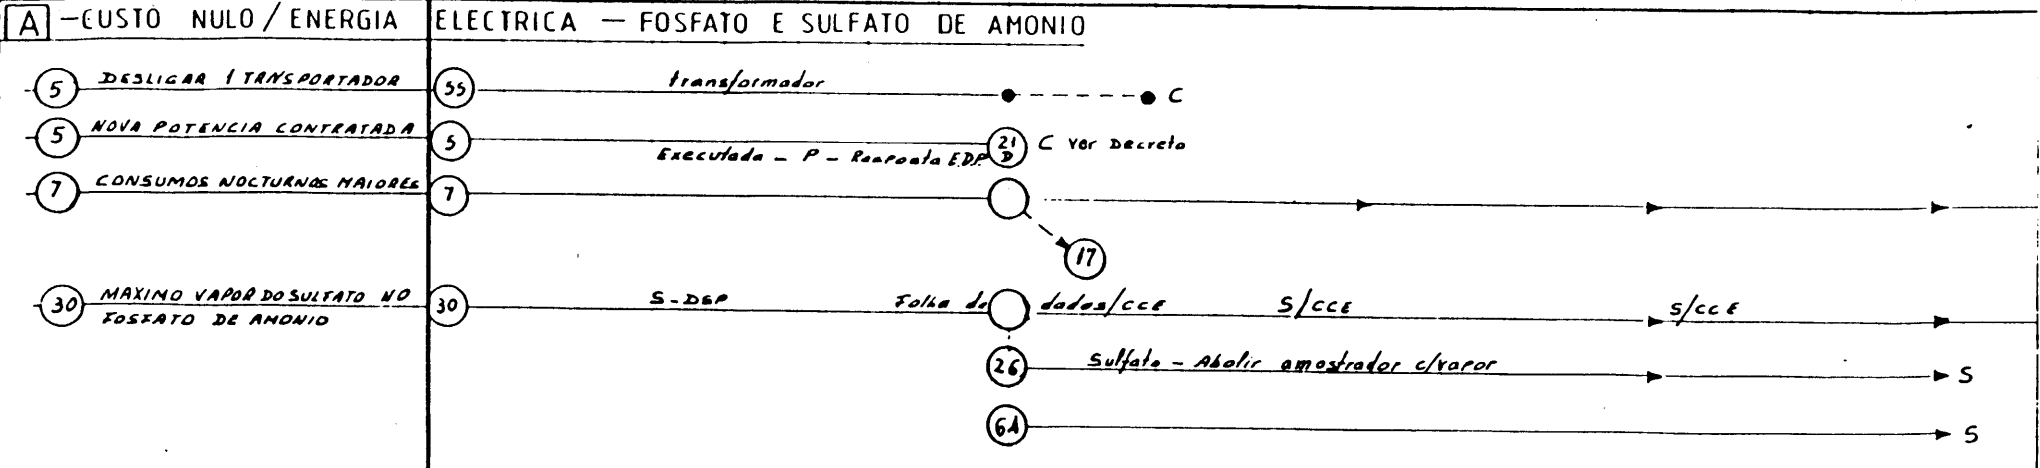 A - CUSTO NULO / ENERGIA ELECTRICA — FOSFATO E SULFATO DE AMONIO
5 DESLIGAR 1 TANSPORTADOR 55 transformador C
5 NOVA POTENCIA CONTRATADA 5 Executada - P - Resposta E.D.P. 21 D C ver Decreto
7 CONSUMOS NOCTURNOS MAIORES 7
17
30 MAXIMO VAPOR DO SULFATO NO FOSFATO DE AMONIO 30 S-DSP Folha de dados/CCE S/CCE S/CCE
26 Sulfato - Abolir amostrador c/vapor S
61 S